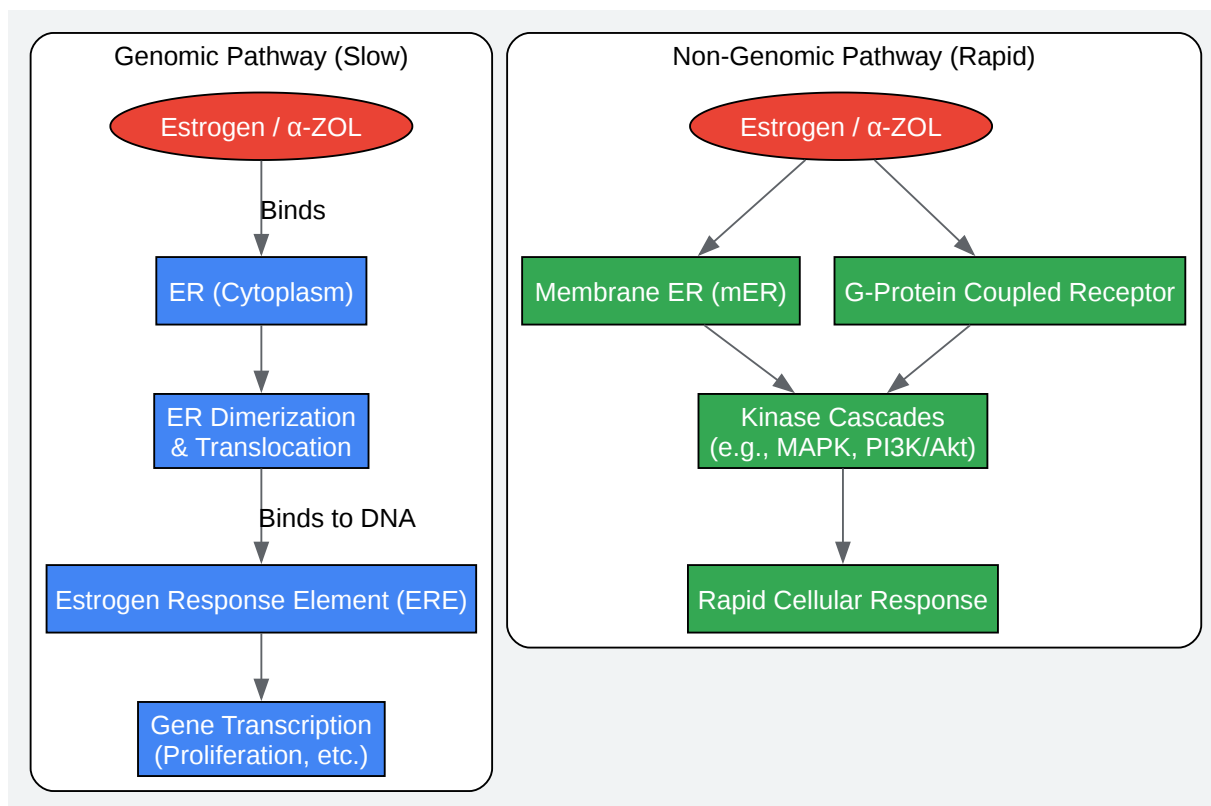 Genomic Pathway (Slow)
Estrogen / α-ZOL
Binds
ER (Cytoplasm)
ER Dimerization
& Translocation
Binds to DNA
Estrogen Response Element (ERE)
Gene Transcription
(Proliferation, etc.)
Non-Genomic Pathway (Rapid)
Estrogen / α-ZOL
Membrane ER (mER)
G-Protein Coupled Receptor
Kinase Cascades
(e.g., MAPK, PI3K/Akt)
Rapid Cellular Response